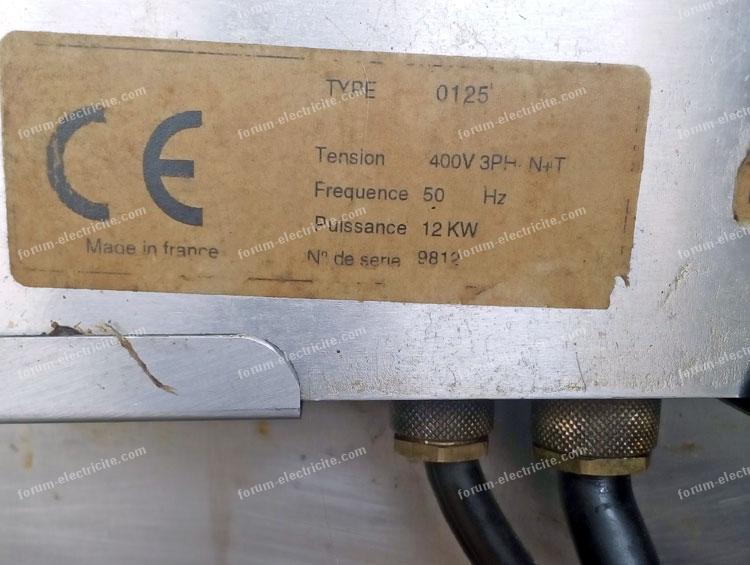 TYPE 0125
CE
Tension 400V 3PH N+T
Frequence 50 Hz
Puissance 12 KW
Made in france
N° de serie 9812
forum-electricite.com